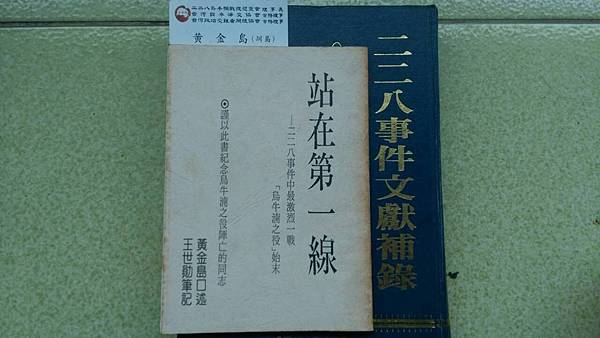 黃金島(圳島)
二二八事件文獻補錄
站在第一線
—二二八事件中最激烈一戰
「烏牛湳之役」始末
⊙謹以此書紀念烏牛湳之役陣亡的同志
黃金島口述
王世勛筆記